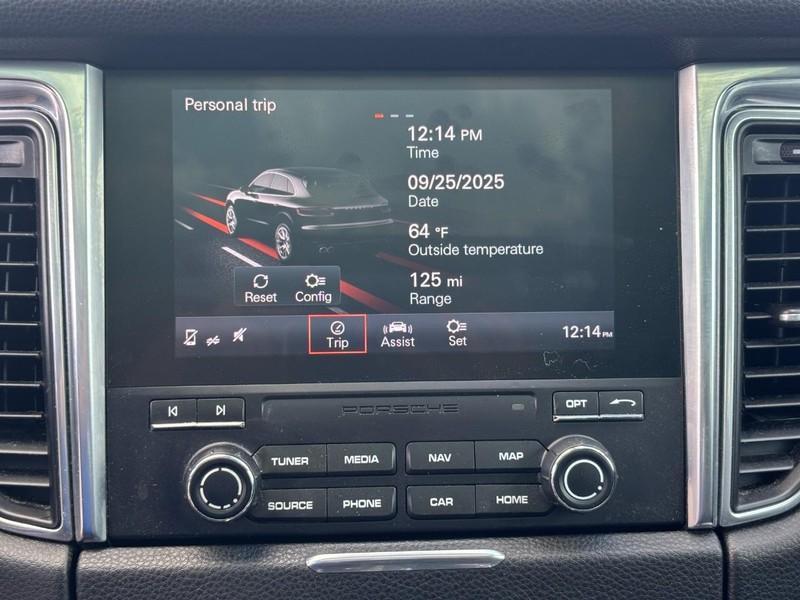 Personal trip
12:14 PM
Time
09/25/2025
Date
64 °F
Outside temperature
125 mi
Range
Reset Config
Trip Assist Set 12:14 PM
PORSCHE
OPT
TUNER MEDIA NAV MAP
SOURCE PHONE CAR HOME